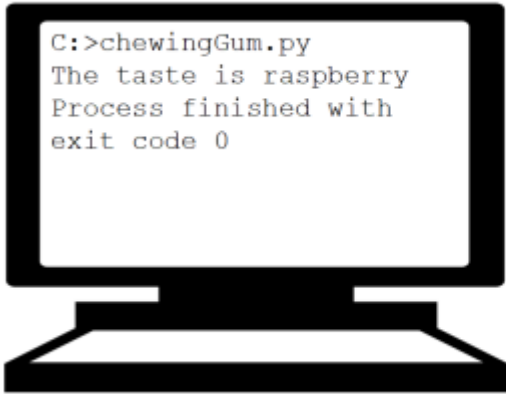 C:>chewingGum.py
The taste is raspberry
Process finished with
exit code 0